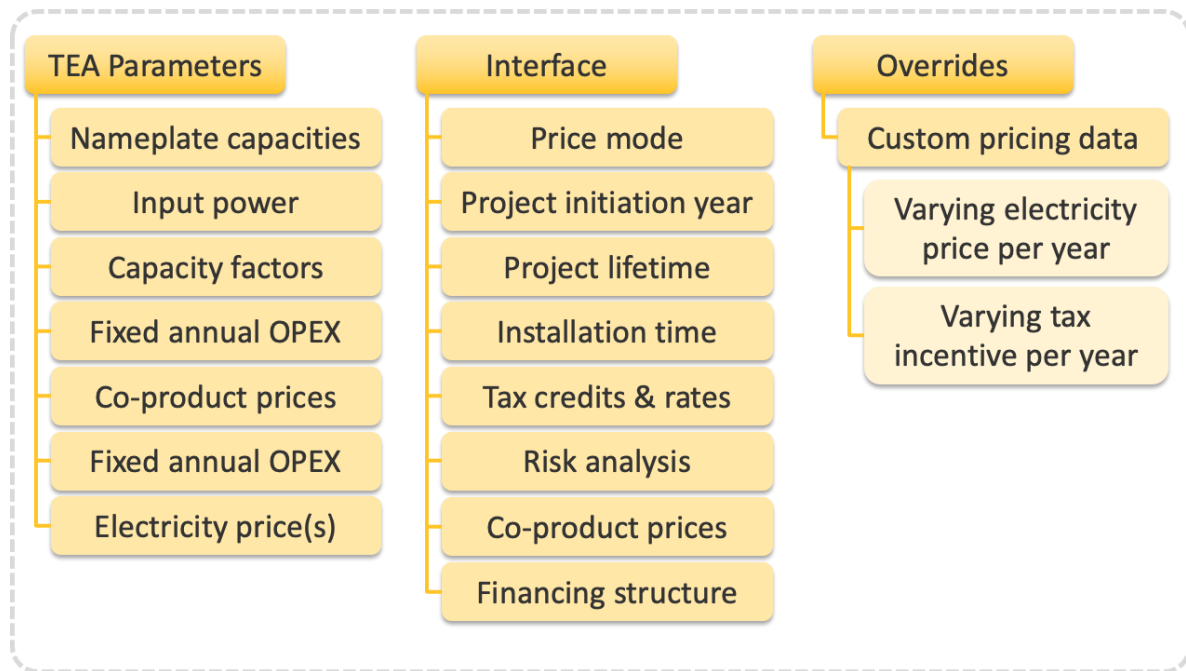 TEA Parameters
Nameplate capacities
Input power
Capacity factors
Fixed annual OPEX
Co-product prices
Fixed annual OPEX
Electricity price(s)
Interface
Price mode
Project initiation year
Project lifetime
Installation time
Tax credits & rates
Risk analysis
Co-product prices
Financing structure
Overrides
Custom pricing data
Varying electricity
price per year
Varying tax
incentive per year